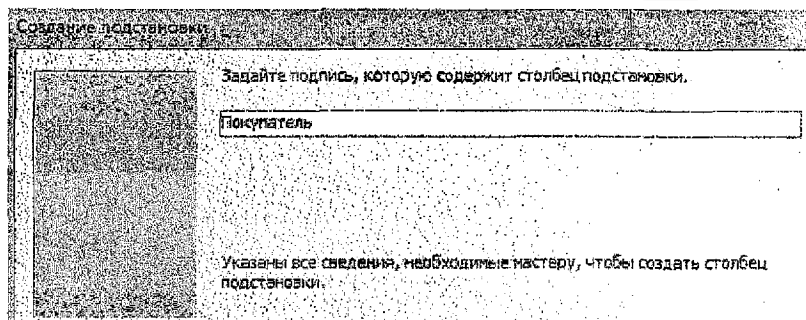 Создание подстановки
Задайте подпись, которую содержит столбец подстановки.
Покупатель
Указаны все сведения, необходимые мастеру, чтобы создать столбец
подстановки.